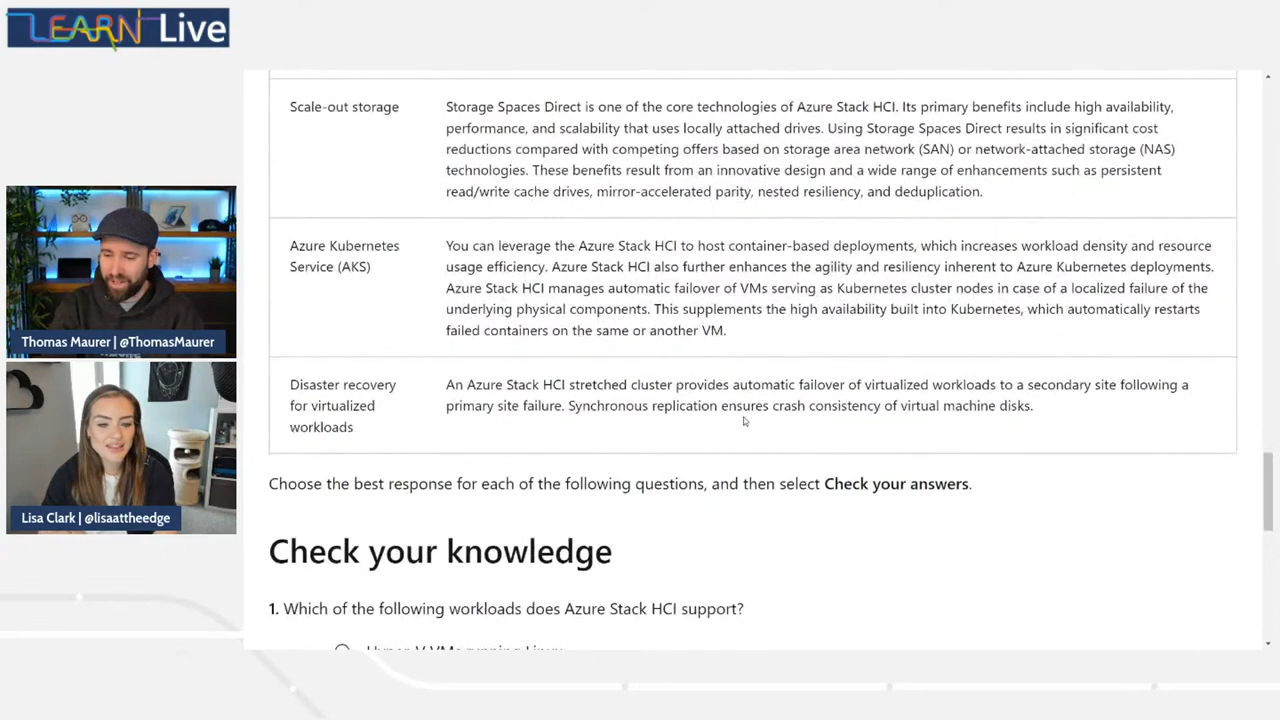 LEARN Live
Scale-out storage
Storage Spaces Direct is one of the core technologies of Azure Stack HCI. Its primary benefits include high availability,
performance, and scalability that uses locally attached drives. Using Storage Spaces Direct results in significant cost
reductions compared with competing offers based on storage area network (SAN) or network-attached storage (NAS)
technologies. These benefits result from an innovative design and a wide range of enhancements such as persistent
read/write cache drives, mirror-accelerated parity, nested resiliency, and deduplication.
Azure Kubernetes
Service (AKS)
You can leverage the Azure Stack HCI to host container-based deployments, which increases workload density and resource
usage efficiency. Azure Stack HCI also further enhances the agility and resiliency inherent to Azure Kubernetes deployments.
Azure Stack HCI manages automatic failover of VMs serving as Kubernetes cluster nodes in case of a localized failure of the
underlying physical components. This supplements the high availability built into Kubernetes, which automatically restarts
failed containers on the same or another VM.
Thomas Maurer | @ThomasMaurer
Disaster recovery
for virtualized
workloads
An Azure Stack HCI stretched cluster provides automatic failover of virtualized workloads to a secondary site following a
primary site failure. Synchronous replication ensures crash consistency of virtual machine disks.
Lisa Clark | @lisaattheedge
Choose the best response for each of the following questions, and then select Check your answers.
Check your knowledge
1. Which of the following workloads does Azure Stack HCI support?
Hyper-V VMs running Linux